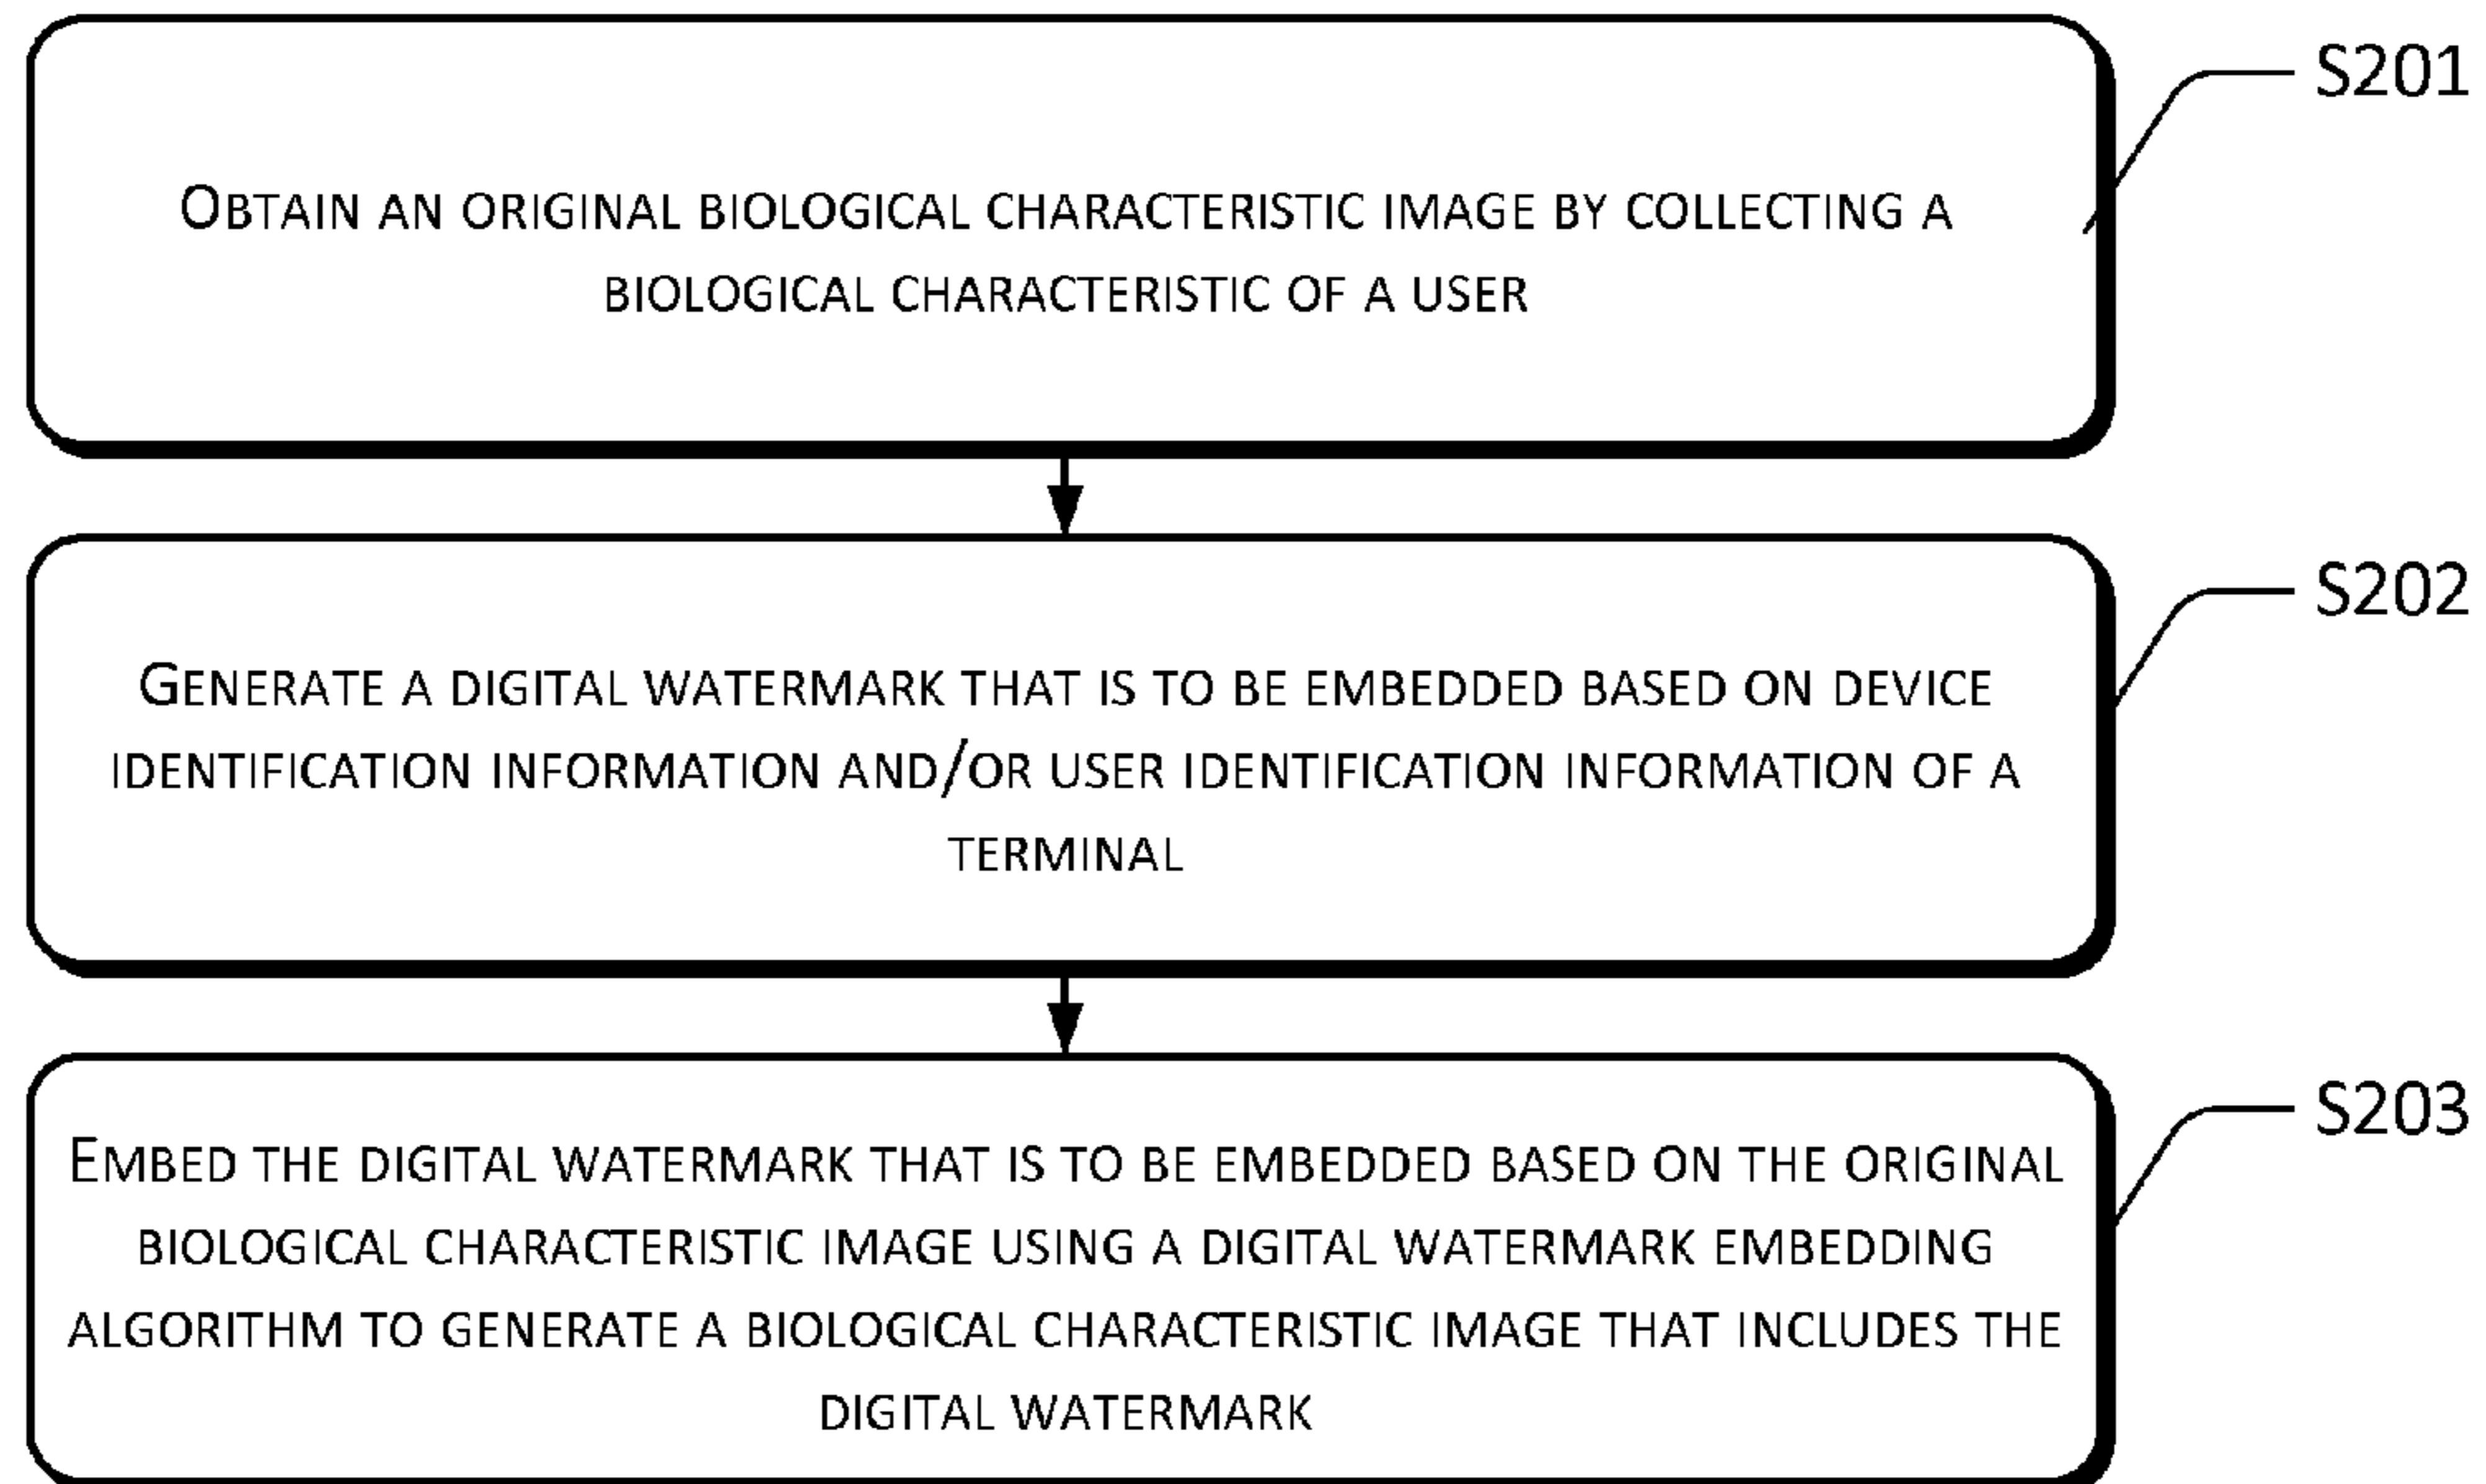 S201
Obtain an original biological characteristic image by collecting a
biological characteristic of a user
S202
Generate a digital watermark that is to be embedded based on device
identification information and/or user identification information of a
terminal
S203
Embed the digital watermark that is to be embedded based on the original
biological characteristic image using a digital watermark embedding
algorithm to generate a biological characteristic image that includes the
digital watermark